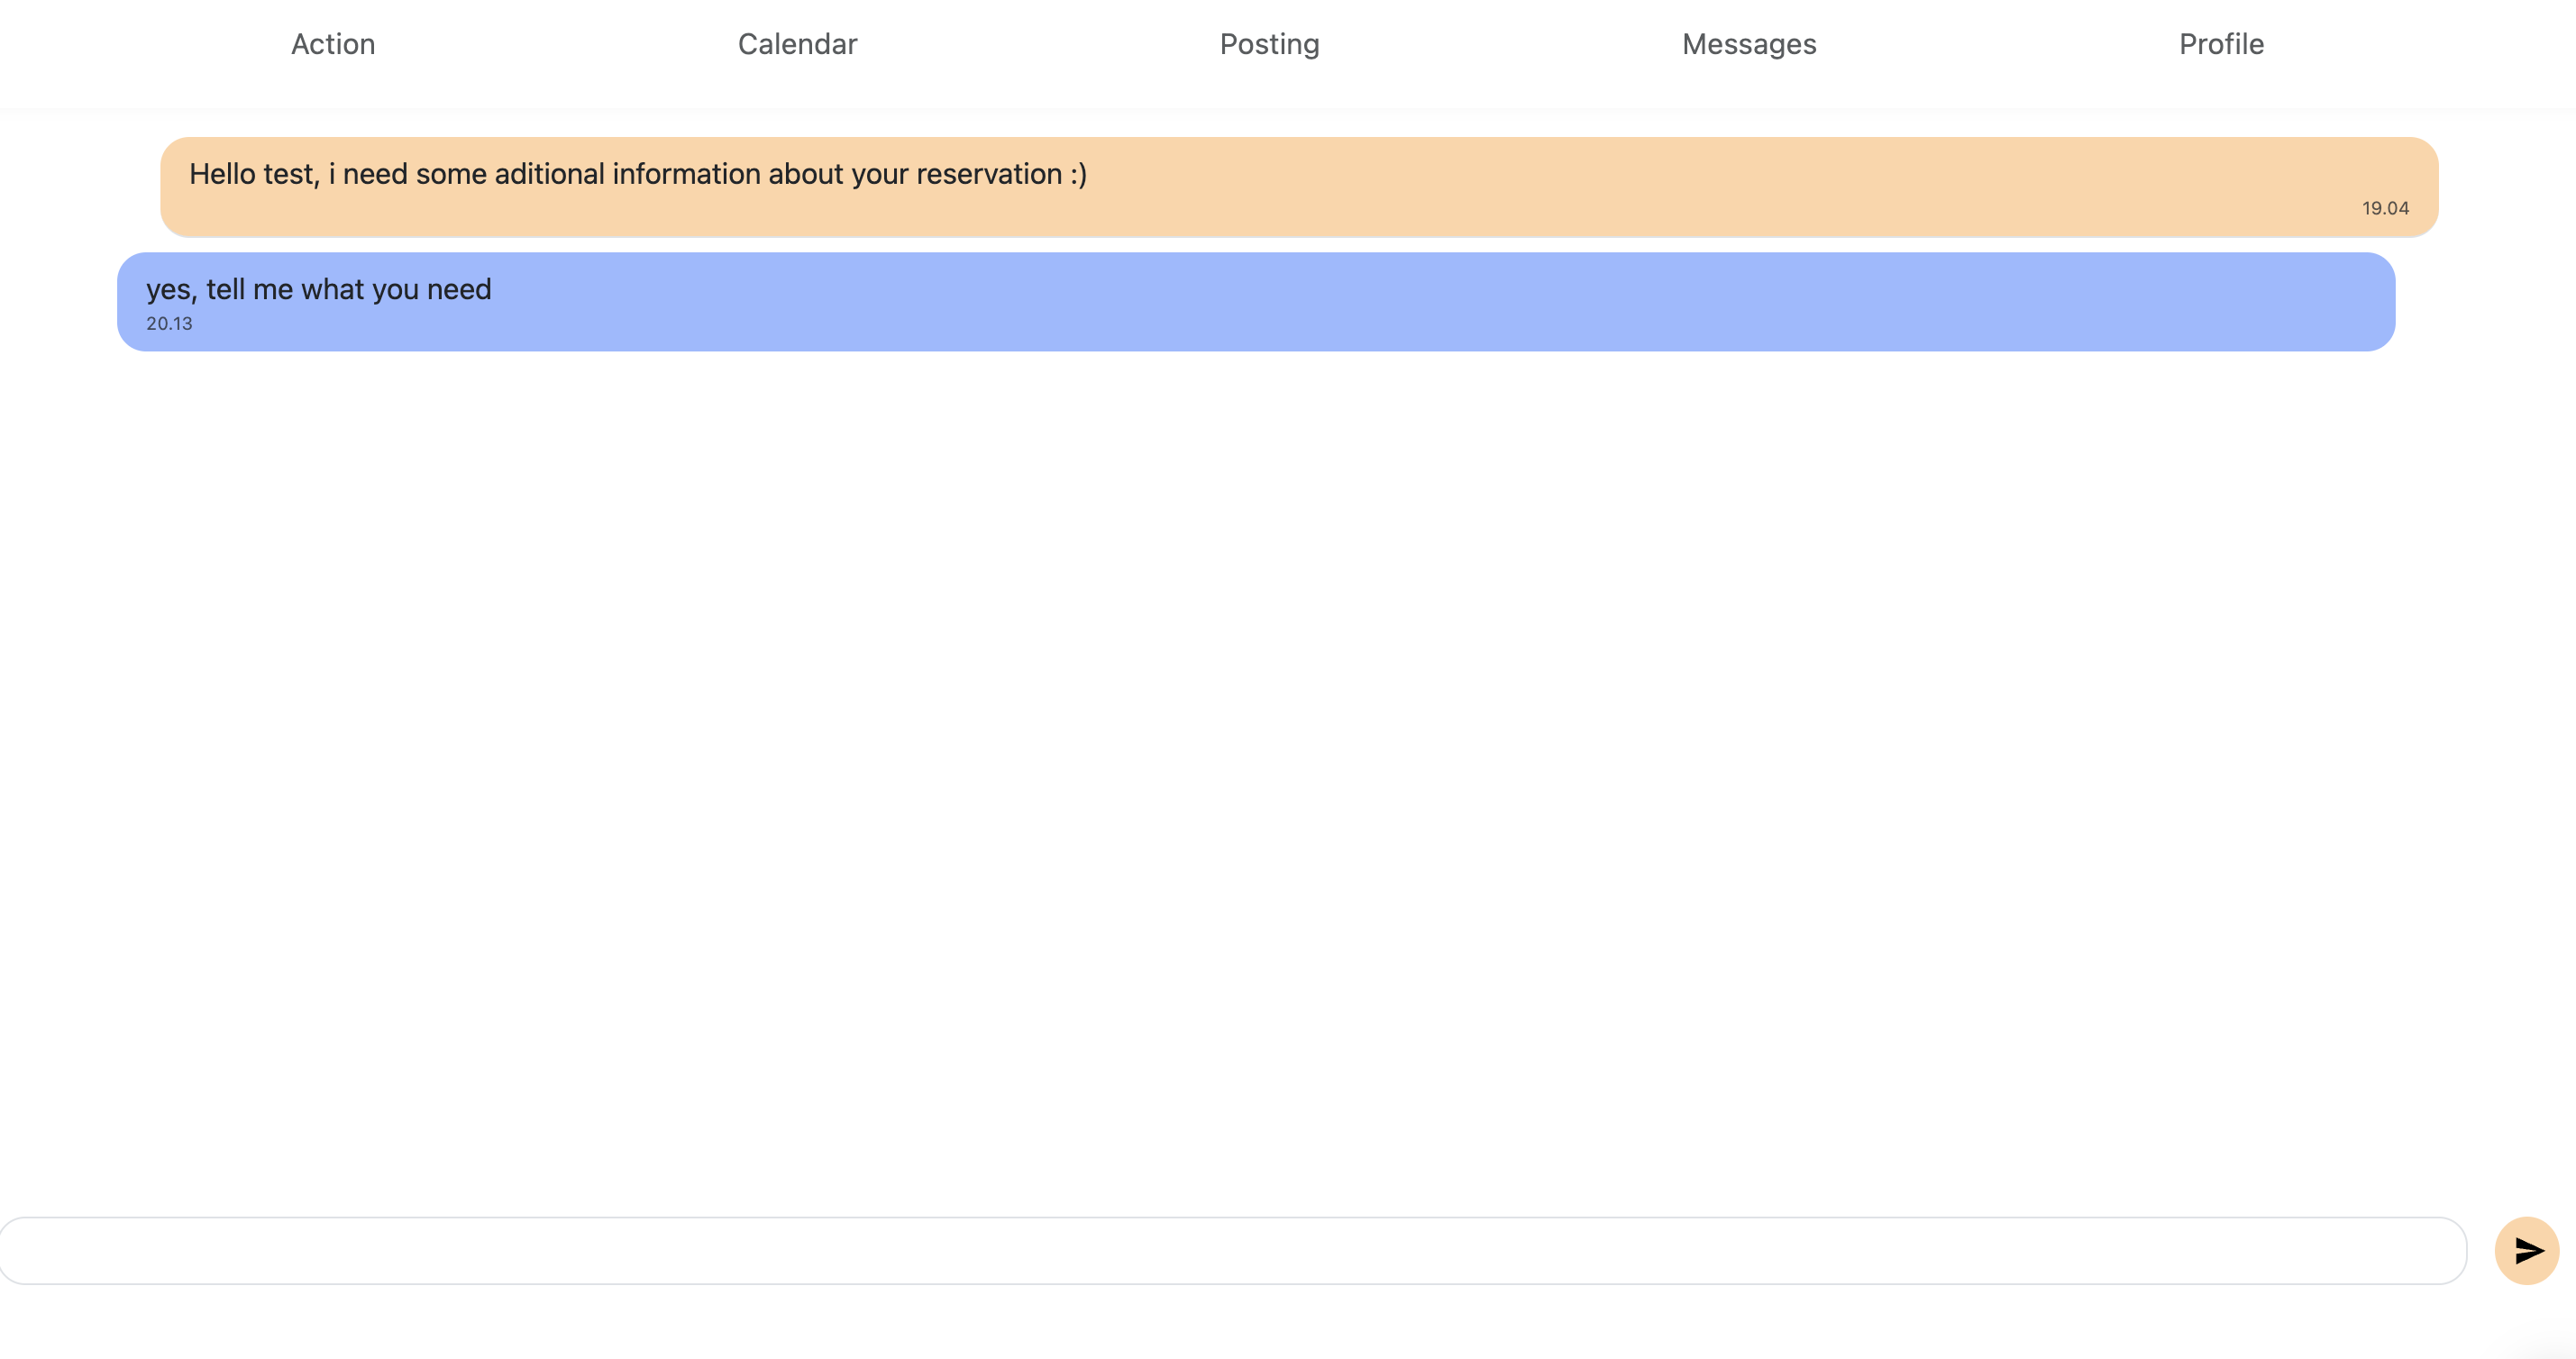 Action Calendar Posting Messages Profile
Hello test, i need some aditional information about your reservation :)
19.04
yes, tell me what you need
20.13